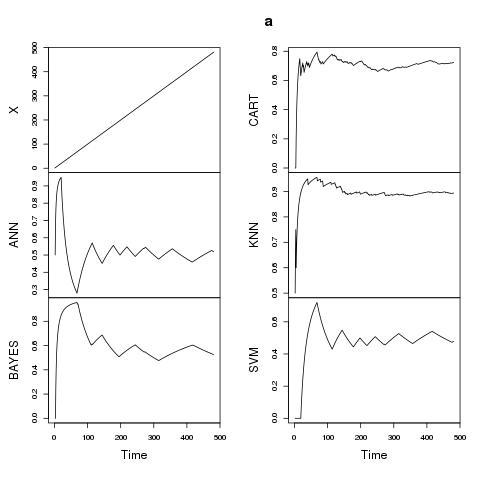 a
X
0 100 200 300 400 500
ANN
0.3 0.4 0.5 0.6 0.7 0.8 0.9
BAYES
0.0 0.2 0.4 0.6 0.8
0 100 200 300 400 500
Time
CART
0.0 0.2 0.4 0.6 0.8
KNN
0.5 0.6 0.7 0.8 0.9
SVM
0.0 0.2 0.4 0.6
0 100 200 300 400 500
Time